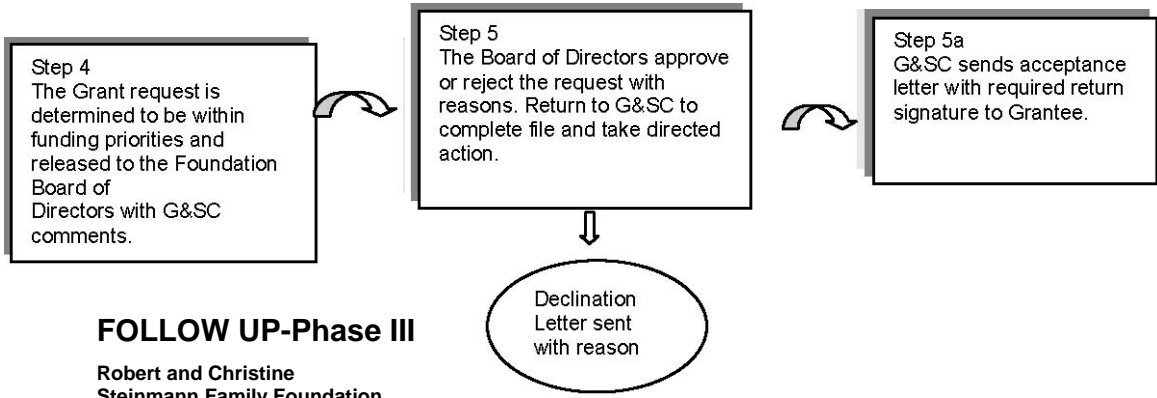 Step 4
The Grant request is
determined to be within
funding priorities and
released to the Foundation
Board of
Directors with G&SC
comments.
Step 5
The Board of Directors approve
or reject the request with
reasons. Return to G&SC to
complete file and take directed
action.
Step 5a
G&SC sends acceptance
letter with required return
signature to Grantee.
Declination
Letter sent
with reason
FOLLOW UP-Phase III
Robert and Christine
Steinmann Family Foundation